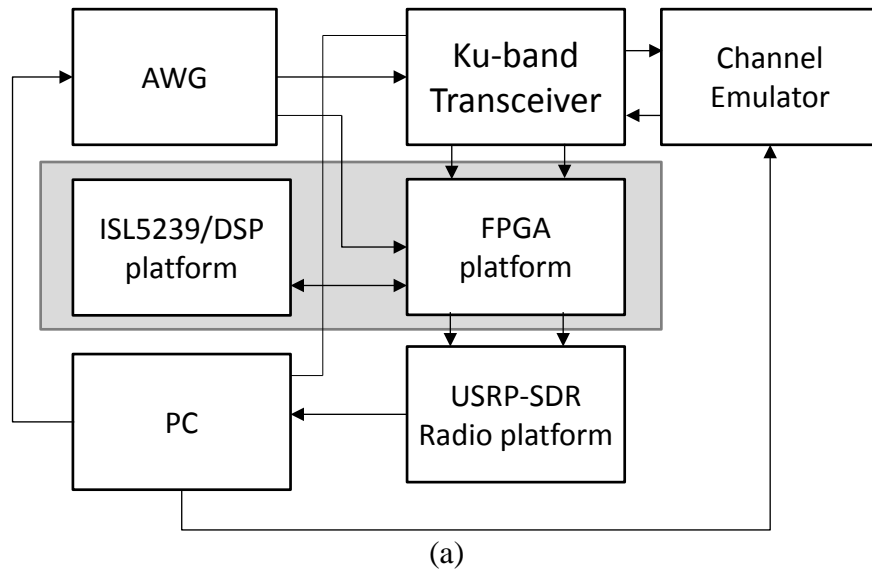 AWG
Ku-band
Transceiver
Channel
Emulator
ISL5239/DSP
platform
FPGA
platform
PC
USRP-SDR
Radio platform
(a)